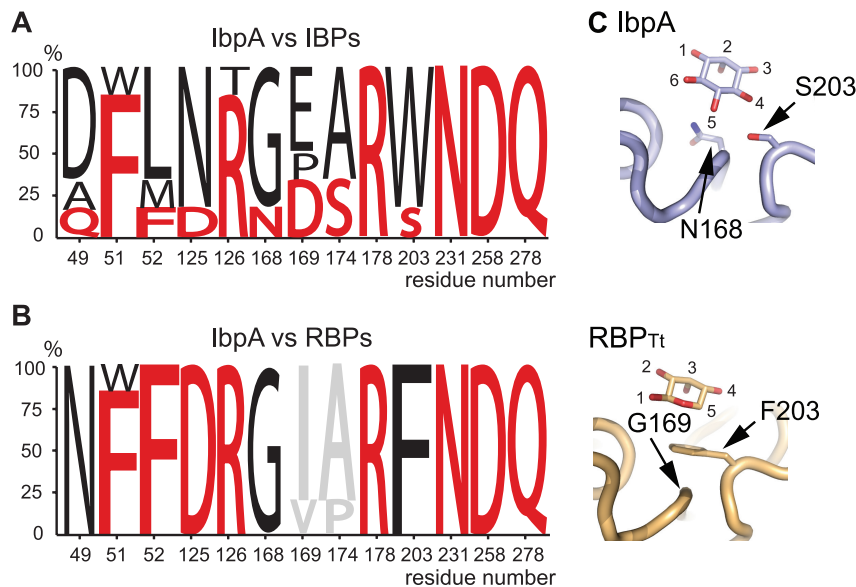 A
IbpA vs IBPs
%
100
75
50
25
0
D A Q
W F
L M F
N D
T R
G N
E P D
A S
R
W S
N
D
Q
49 51 52 125 126 168 169 174 178 203 231 258 278
residue number
B
IbpA vs RBPs
%
100
75
50
25
0
N
W F
F
D
R
G
I V
A P
R
F
N
D
Q
49 51 52 125 126 168 169 174 178 203 231 258 278
residue number
C IbpA
1 2 3 4 5 6
S203
N168
RBPTt
1 2 3 4 5
G169
F203